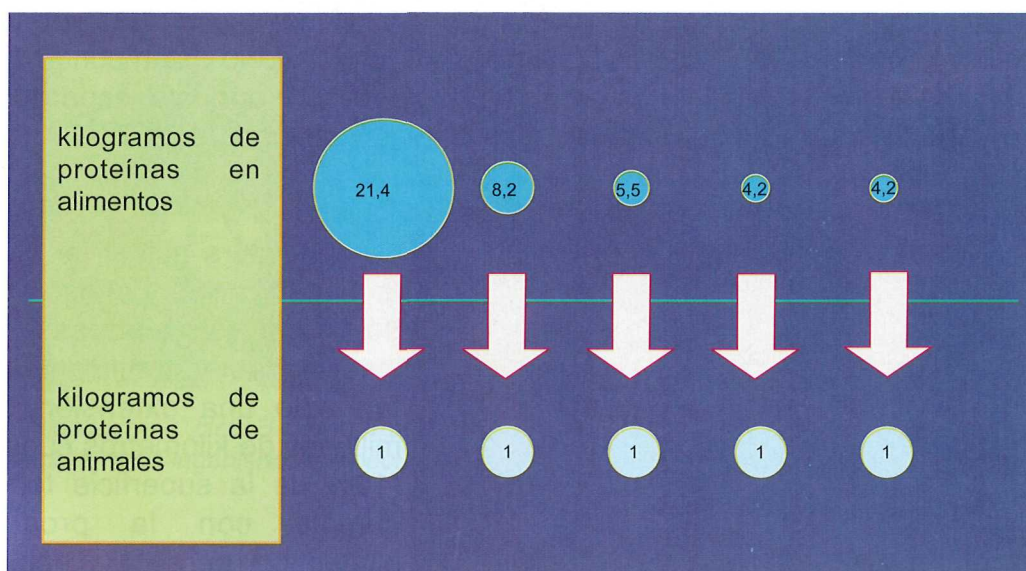 kilogramos de
proteínas en
alimentos
21,4
8,2
5,5
4,2
4,2
kilogramos de
proteínas de
animales
1
1
1
1
1